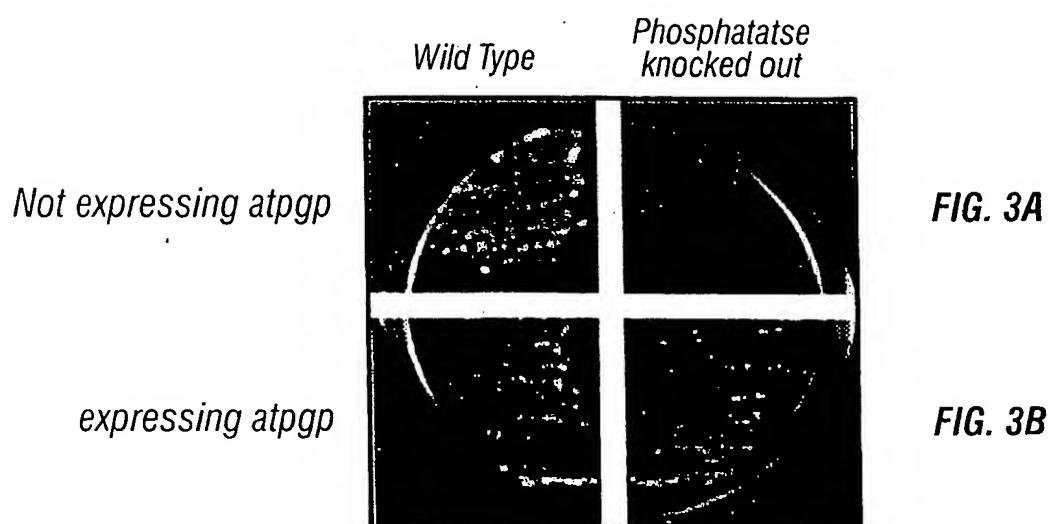 Wild Type
Phosphatatse
knocked out
Not expressing atpgp
FIG. 3A
expressing atpgp
FIG. 3B